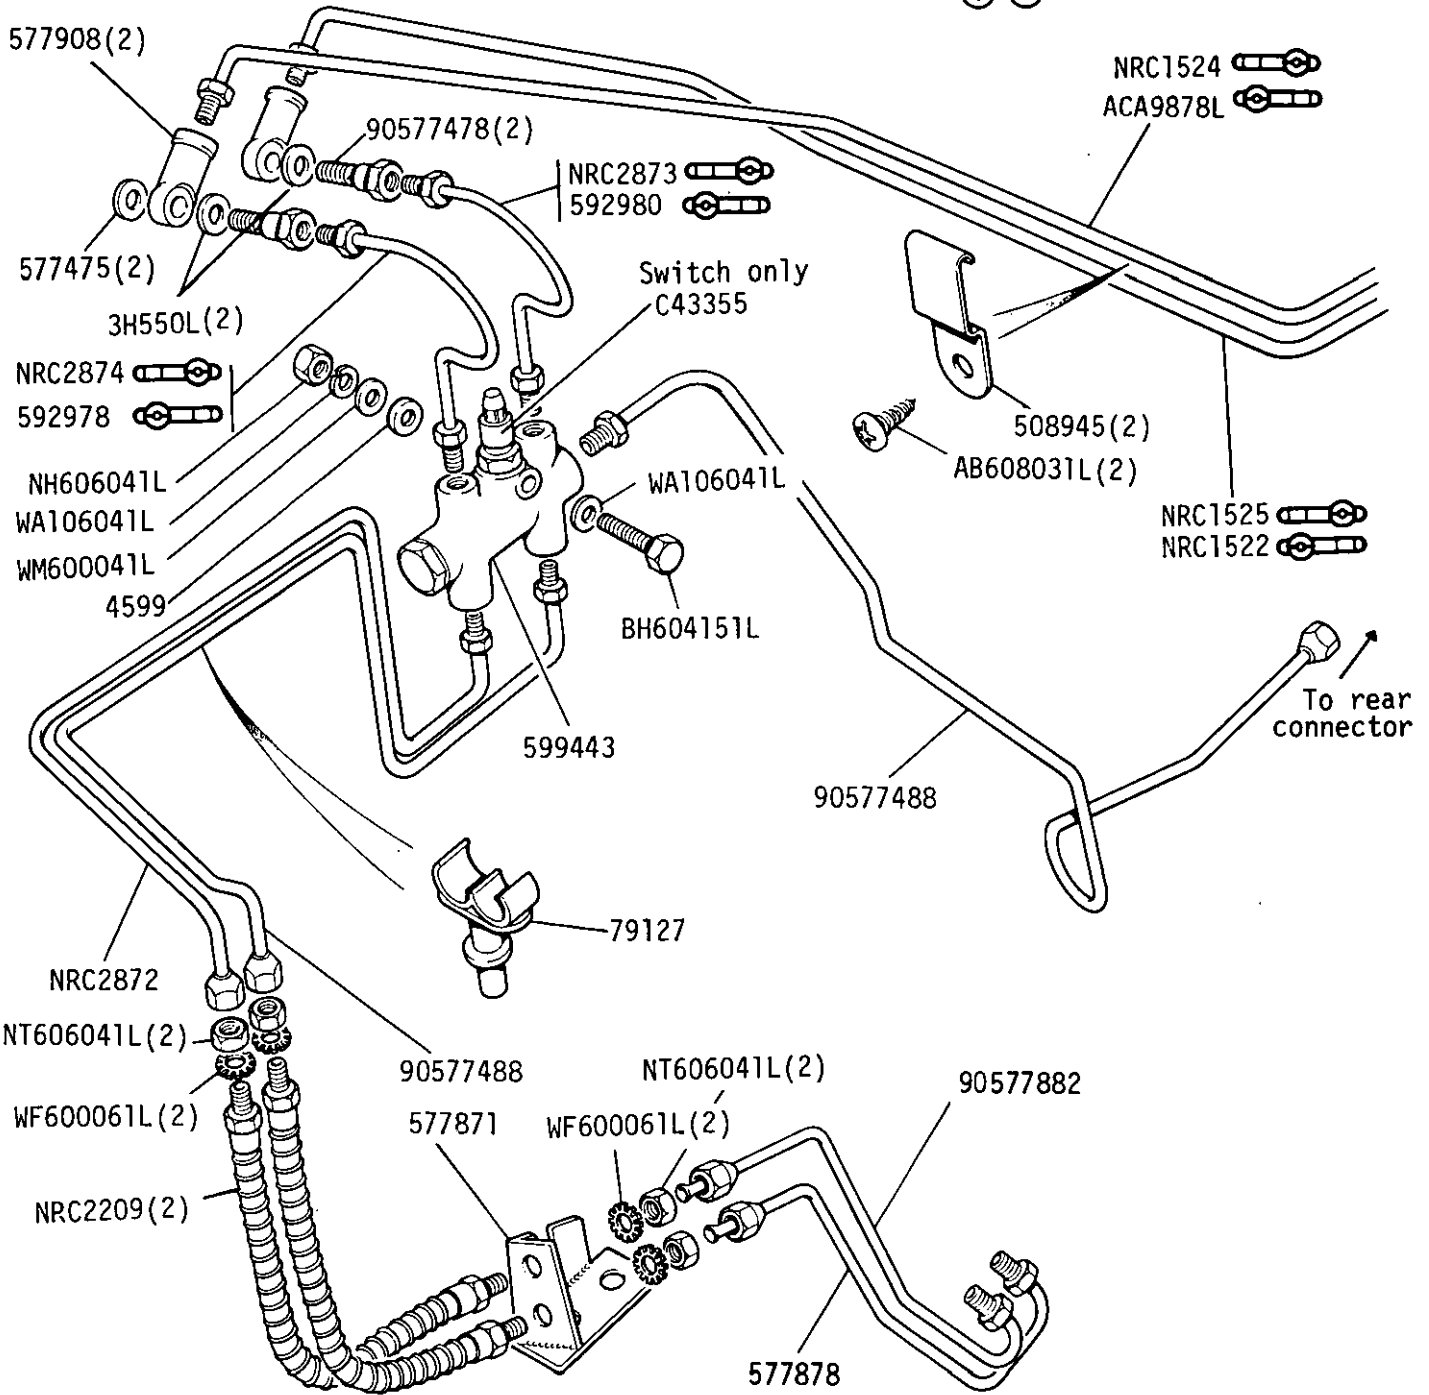 577908(2)
NRC1524
ACA9878L
90577478(2)
NRC2873
592980
577475(2)
3H550L(2)
Switch only
C43355
NRC2874
592978
508945(2)
AB608031L(2)
NH606041L
WA106041L
WA106041L
WM600041L
4599
NRC1525
NRC1522
BH604151L
599443
To rear
connector
90577488
79127
NRC2872
NT606041L(2)
90577488
NT606041L(2)
90577882
WF600061L(2)
577871
WF600061L(2)
NRC2209(2)
577878